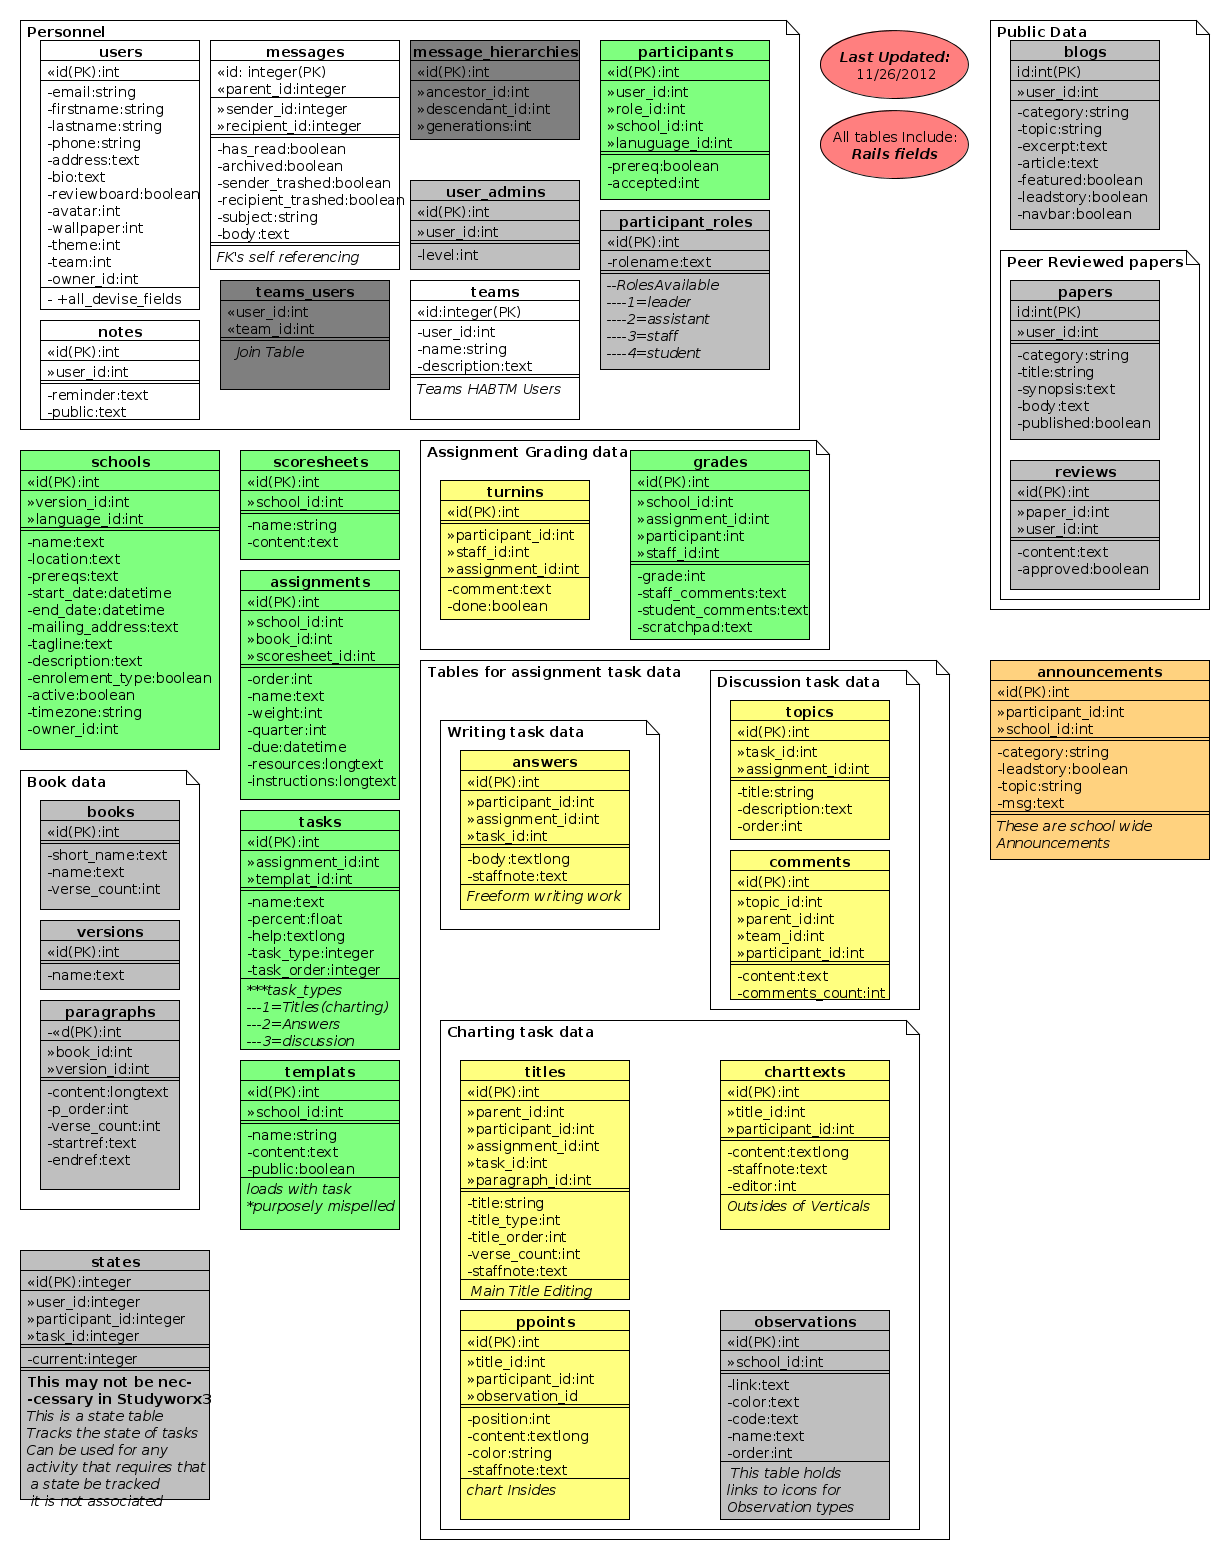 Personnel
users
«id(PK):int
-email:string
-firstname:string
-lastname:string
-phone:string
-address:text
-bio:text
-reviewboard:boolean
-avatar:int
-wallpaper:int
-theme:int
-team:int
-owner_id:int
- +all_devise_fields
messages
«id: integer(PK)
«parent_id:integer
»sender_id:integer
»recipient_id:integer
-has_read:boolean
-archived:boolean
-sender_trashed:boolean
-recipient_trashed:boolean
-subject:string
-body:text
FK's self referencing
message_hierarchies
«id(PK):int
»ancestor_id:int
»descendant_id:int
»generations:int
participants
«id(PK):int
»user_id:int
»role_id:int
»school_id:int
»lanuguage_id:int
-prereq:boolean
-accepted:int
user_admins
«id(PK):int
»user_id:int
-level:int
participant_roles
«id(PK):int
-rolename:text
--RolesAvailable
----1=leader
----2=assistant
----3=staff
----4=student
teams_users
«user_id:int
«team_id:int
Join Table
teams
«id:integer(PK)
-user_id:int
-name:string
-description:text
Teams HABTM Users
notes
«id(PK):int
»user_id:int
-reminder:text
-public:text
Last Updated:
11/26/2012
All tables Include:
Rails fields
Public Data
blogs
id:int(PK)
»user_id:int
-category:string
-topic:string
-excerpt:text
-article:text
-featured:boolean
-leadstory:boolean
-navbar:boolean
Peer Reviewed papers
papers
id:int(PK)
»user_id:int
-category:string
-title:string
-synopsis:text
-body:text
-published:boolean
reviews
«id(PK):int
»paper_id:int
»user_id:int
-content:text
-approved:boolean
schools
«id(PK):int
»version_id:int
»language_id:int
-name:text
-location:text
-prereqs:text
-start_date:datetime
-end_date:datetime
-mailing_address:text
-tagline:text
-description:text
-enrolement_type:boolean
-active:boolean
-timezone:string
-owner_id:int
scoresheets
«id(PK):int
»school_id:int
-name:string
-content:text
assignments
«id(PK):int
»school_id:int
»book_id:int
»scoresheet_id:int
-order:int
-name:text
-weight:int
-quarter:int
-due:datetime
-resources:longtext
-instructions:longtext
tasks
«id(PK):int
»assignment_id:int
»templat_id:int
-name:text
-percent:float
-help:textlong
-task_type:integer
-task_order:integer
***task_types
---1=Titles(charting)
---2=Answers
---3=discussion
templats
«id(PK):int
»school_id:int
-name:string
-content:text
-public:boolean
loads with task
*purposely mispelled
Assignment Grading data
turnins
«id(PK):int
»participant_id:int
»staff_id:int
»assignment_id:int
-comment:text
-done:boolean
grades
«id(PK):int
»school_id:int
»assignment_id:int
»participant:int
»staff_id:int
-grade:int
-staff_comments:text
-student_comments:text
-scratchpad:text
Book data
books
«id(PK):int
-short_name:text
-name:text
-verse_count:int
versions
«id(PK):int
-name:text
paragraphs
-«d(PK):int
»book_id:int
»version_id:int
-content:longtext
-p_order:int
-verse_count:int
-startref:text
-endref:text
states
«id(PK):integer
»user_id:integer
»participant_id:integer
»task_id:integer
-current:integer
This may not be nec-
-cessary in Studyworx3
This is a state table
Tracks the state of tasks
Can be used for any
activity that requires that
a state be tracked
it is not associated
Tables for assignment task data
Writing task data
answers
«id(PK):int
»participant_id:int
»assignment_id:int
»task_id:int
-body:textlong
-staffnote:text
Freeform writing work
Discussion task data
topics
«id(PK):int
»task_id:int
»assignment_id:int
-title:string
-description:text
-order:int
comments
«id(PK):int
»topic_id:int
»parent_id:int
»team_id:int
»participant_id:int
-content:text
-comments_count:int
Charting task data
titles
«id(PK):int
»parent_id:int
»participant_id:int
»assignment_id:int
»task_id:int
»paragraph_id:int
-title:string
-title_type:int
-title_order:int
-verse_count:int
-staffnote:text
Main Title Editing
charttexts
«id(PK):int
»title_id:int
»participant_id:int
-content:textlong
-staffnote:text
-editor:int
Outsides of Verticals
ppoints
«id(PK):int
»title_id:int
»participant_id:int
»observation_id
-position:int
-content:textlong
-color:string
-staffnote:text
chart Insides
observations
«id(PK):int
»school_id:int
-link:text
-color:text
-code:text
-name:text
-order:int
This table holds
links to icons for
Observation types
announcements
«id(PK):int
»participant_id:int
»school_id:int
-category:string
-leadstory:boolean
-topic:string
-msg:text
These are school wide
Announcements